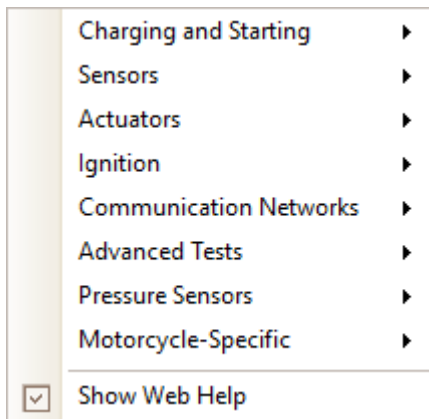 Charging and Starting
Sensors
Actuators
Ignition
Communication Networks
Advanced Tests
Pressure Sensors
Motorcycle-Specific
Show Web Help